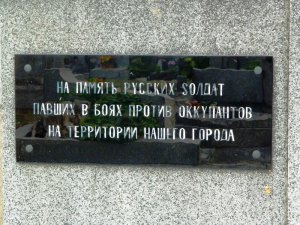 НА ПАМЯТЬ РУССКИХ SОЛДАТ
ПАВШИХ В БОЯХ ПРОТИВ ОККУПАНТОВ
НА ТЕРРИТОРИИ НАШЕГО ГОРОДА